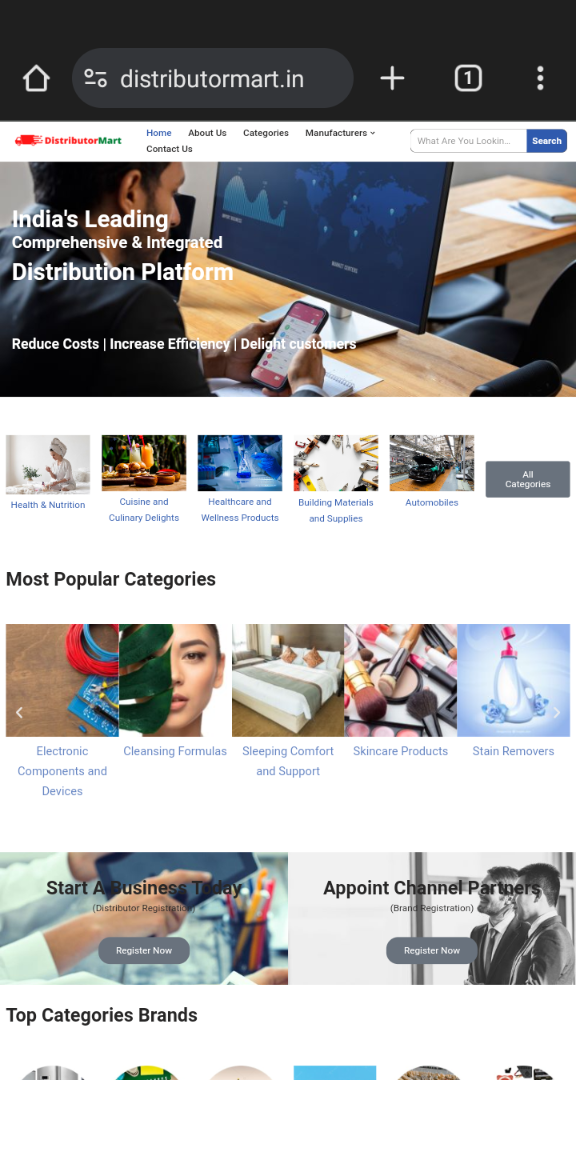 distributormart.in
1
DistributorMart
Home About Us Categories Manufacturers
Contact Us
What Are You Lookin...
Search
India's Leading
Comprehensive & Integrated
Distribution Platform
Reduce Costs | Increase Efficiency | Delight customers
Health & Nutrition
Cuisine and
Culinary Delights
Healthcare and
Wellness Products
Building Materials
and Supplies
Automobiles
All
Categories
Most Popular Categories
Electronic
Components and
Devices
Cleansing Formulas
Sleeping Comfort
and Support
Skincare Products
Stain Removers
Start A Business Today
(Distributor Registration)
Register Now
Appoint Channel Partners
(Brand Registration)
Register Now
Top Categories Brands